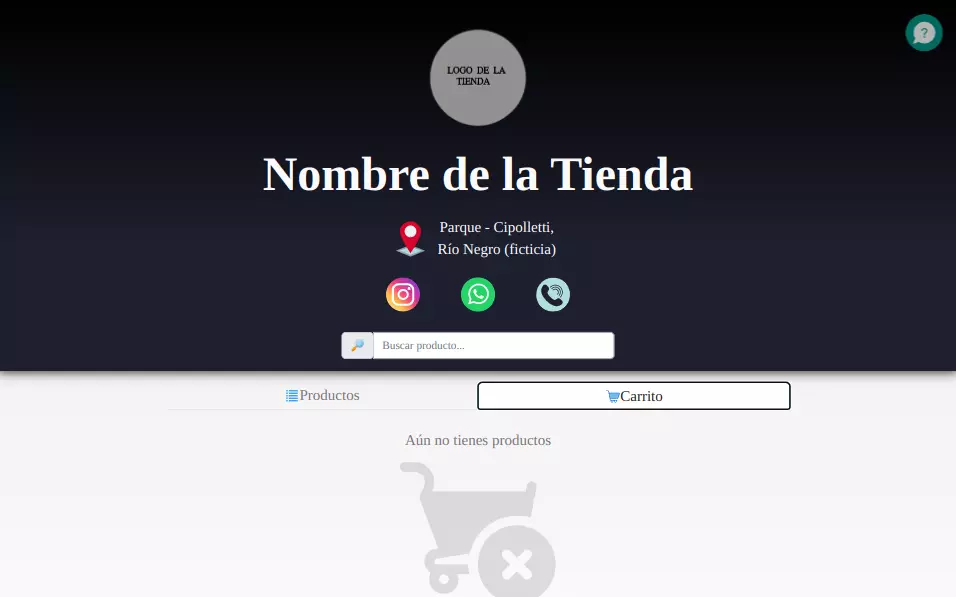 ?
LOGO DE LA
TIENDA
Nombre de la Tienda
Parque - Cipolletti,
Río Negro (ficticia)
Buscar producto...
Productos
Carrito
Aún no tienes productos